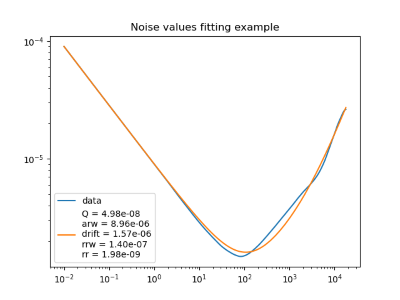 Noise values fitting example
10⁻⁴
10⁻⁵
data
Q = 4.98e-08
arw = 8.96e-06
drift = 1.57e-06
rrw = 1.40e-07
rr = 1.98e-09
10⁻² 10⁻¹ 10⁰ 10¹ 10² 10³ 10⁴